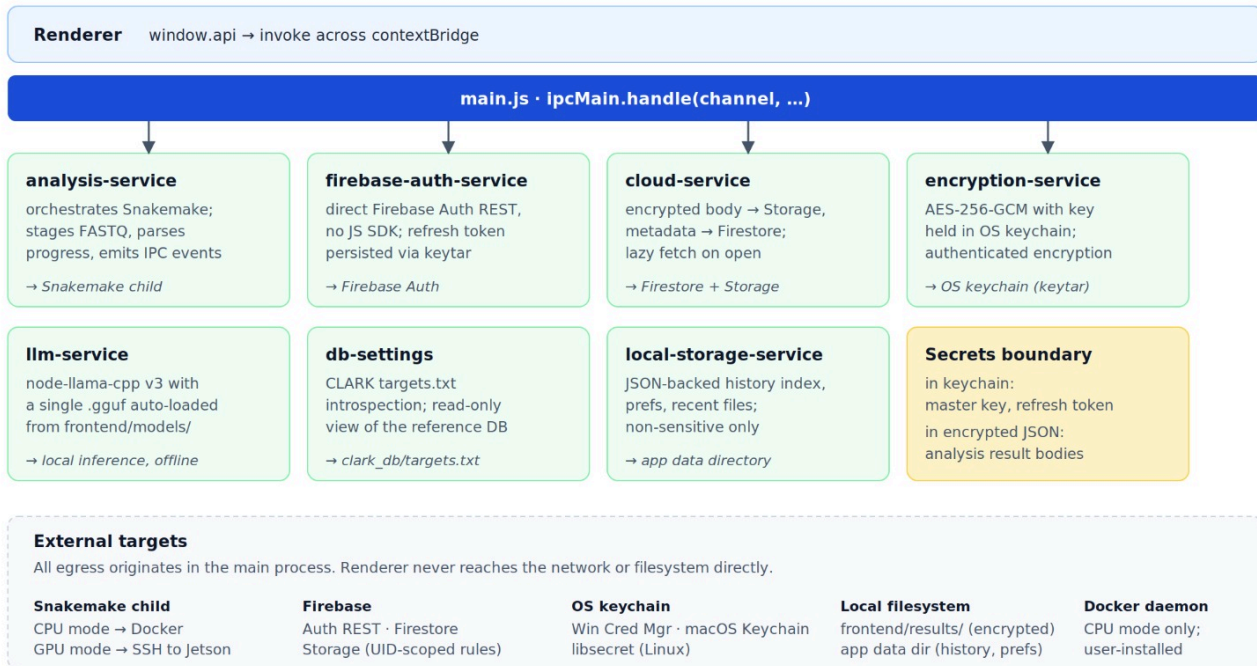 Renderer window.api → invoke across contextBridge
main.js · ipcMain.handle(channel, …)
analysis-service
orchestrates Snakemake;
stages FASTQ, parses
progress, emits IPC events
→ Snakemake child
firebase-auth-service
direct Firebase Auth REST,
no JS SDK; refresh token
persisted via keytar
→ Firebase Auth
cloud-service
encrypted body → Storage,
metadata → Firestore;
lazy fetch on open
→ Firestore + Storage
encryption-service
AES-256-GCM with key
held in OS keychain;
authenticated encryption
→ OS keychain (keytar)
llm-service
node-llama-cpp v3 with
a single .gguf auto-loaded
from frontend/models/
→ local inference, offline
db-settings
CLARK targets.txt
introspection; read-only
view of the reference DB
→ clark_db/targets.txt
local-storage-service
JSON-backed history index,
prefs, recent files;
non-sensitive only
→ app data directory
Secrets boundary
in keychain:
master key, refresh token
in encrypted JSON:
analysis result bodies
External targets
All egress originates in the main process. Renderer never reaches the network or filesystem directly.
Snakemake child
CPU mode → Docker
GPU mode → SSH to Jetson
Firebase
Auth REST · Firestore
Storage (UID-scoped rules)
OS keychain
Win Cred Mgr · macOS Keychain
libsecret (Linux)
Local filesystem
frontend/results/ (encrypted)
app data dir (history, prefs)
Docker daemon
CPU mode only;
user-installed